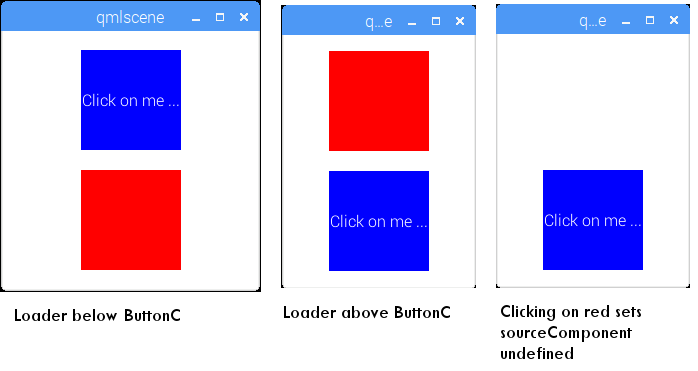 qmlscene
Click on me ...
Loader below ButtonC
q...e
Click on me ...
Loader above ButtonC
q...e
Click on me ...
Clicking on red sets
sourceComponent
undefined